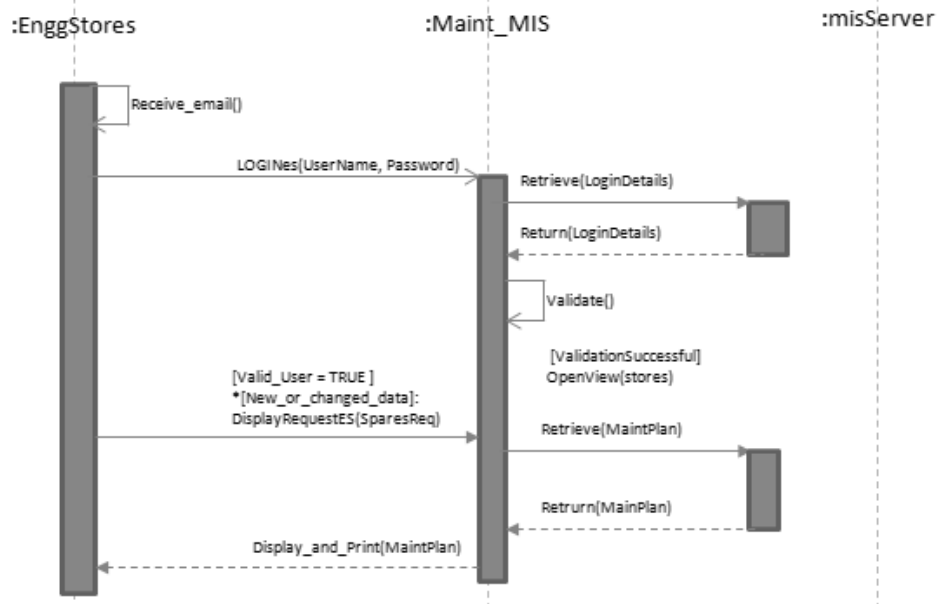 :EnggStores
:Maint_MIS
:misServer
Receive_email()
LOGINes(UserName, Password)
Retrieve(LoginDetails)
Return(LoginDetails)
Validate()
[ValidationSuccessful]
OpenView(stores)
[Valid_User = TRUE ]
*[New_or_changed_data]:
DisplayRequestES(SparesReq)
Retrieve(MaintPlan)
Retrurn(MainPlan)
Display_and_Print(MaintPlan)